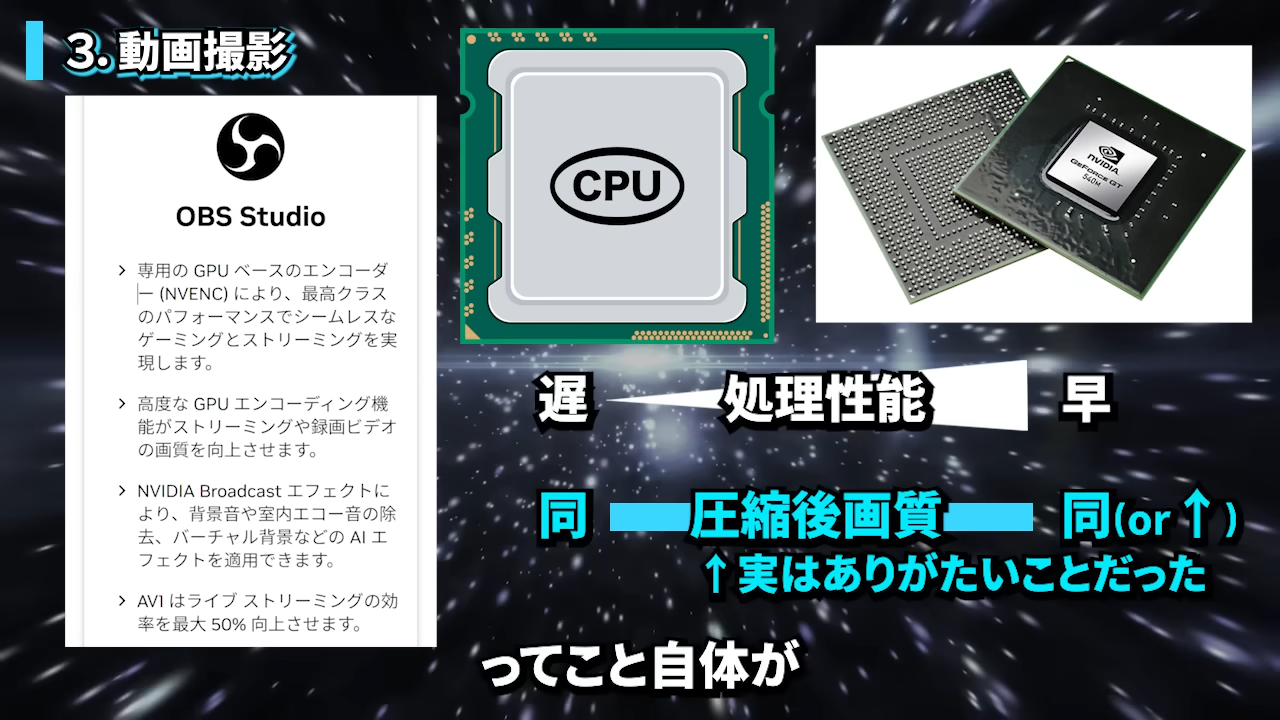 3. 動画撮影
OBS Studio
専用の GPU ベースのエンコーダ
ー (NVENC) により、最高クラス
のパフォーマンスでシームレスな
ゲーミングとストリーミングを実
現します。
高度な GPU エンコーディング機
能がストリーミングや録画ビデオ
の画質を向上させます。
NVIDIA Broadcast エフェクトに
より、背景音や室内エコー音の除
去、バーチャル背景などの AI エ
フェクトを適用できます。
AV1 はライブ ストリーミングの効
率を最大 50% 向上させます。
CPU
NVIDIA
GEFORCE GT
540M
遅 処理性能 早
同 圧縮後画質 同(or↑)
↑実はありがたいことだった
ってこと自体が